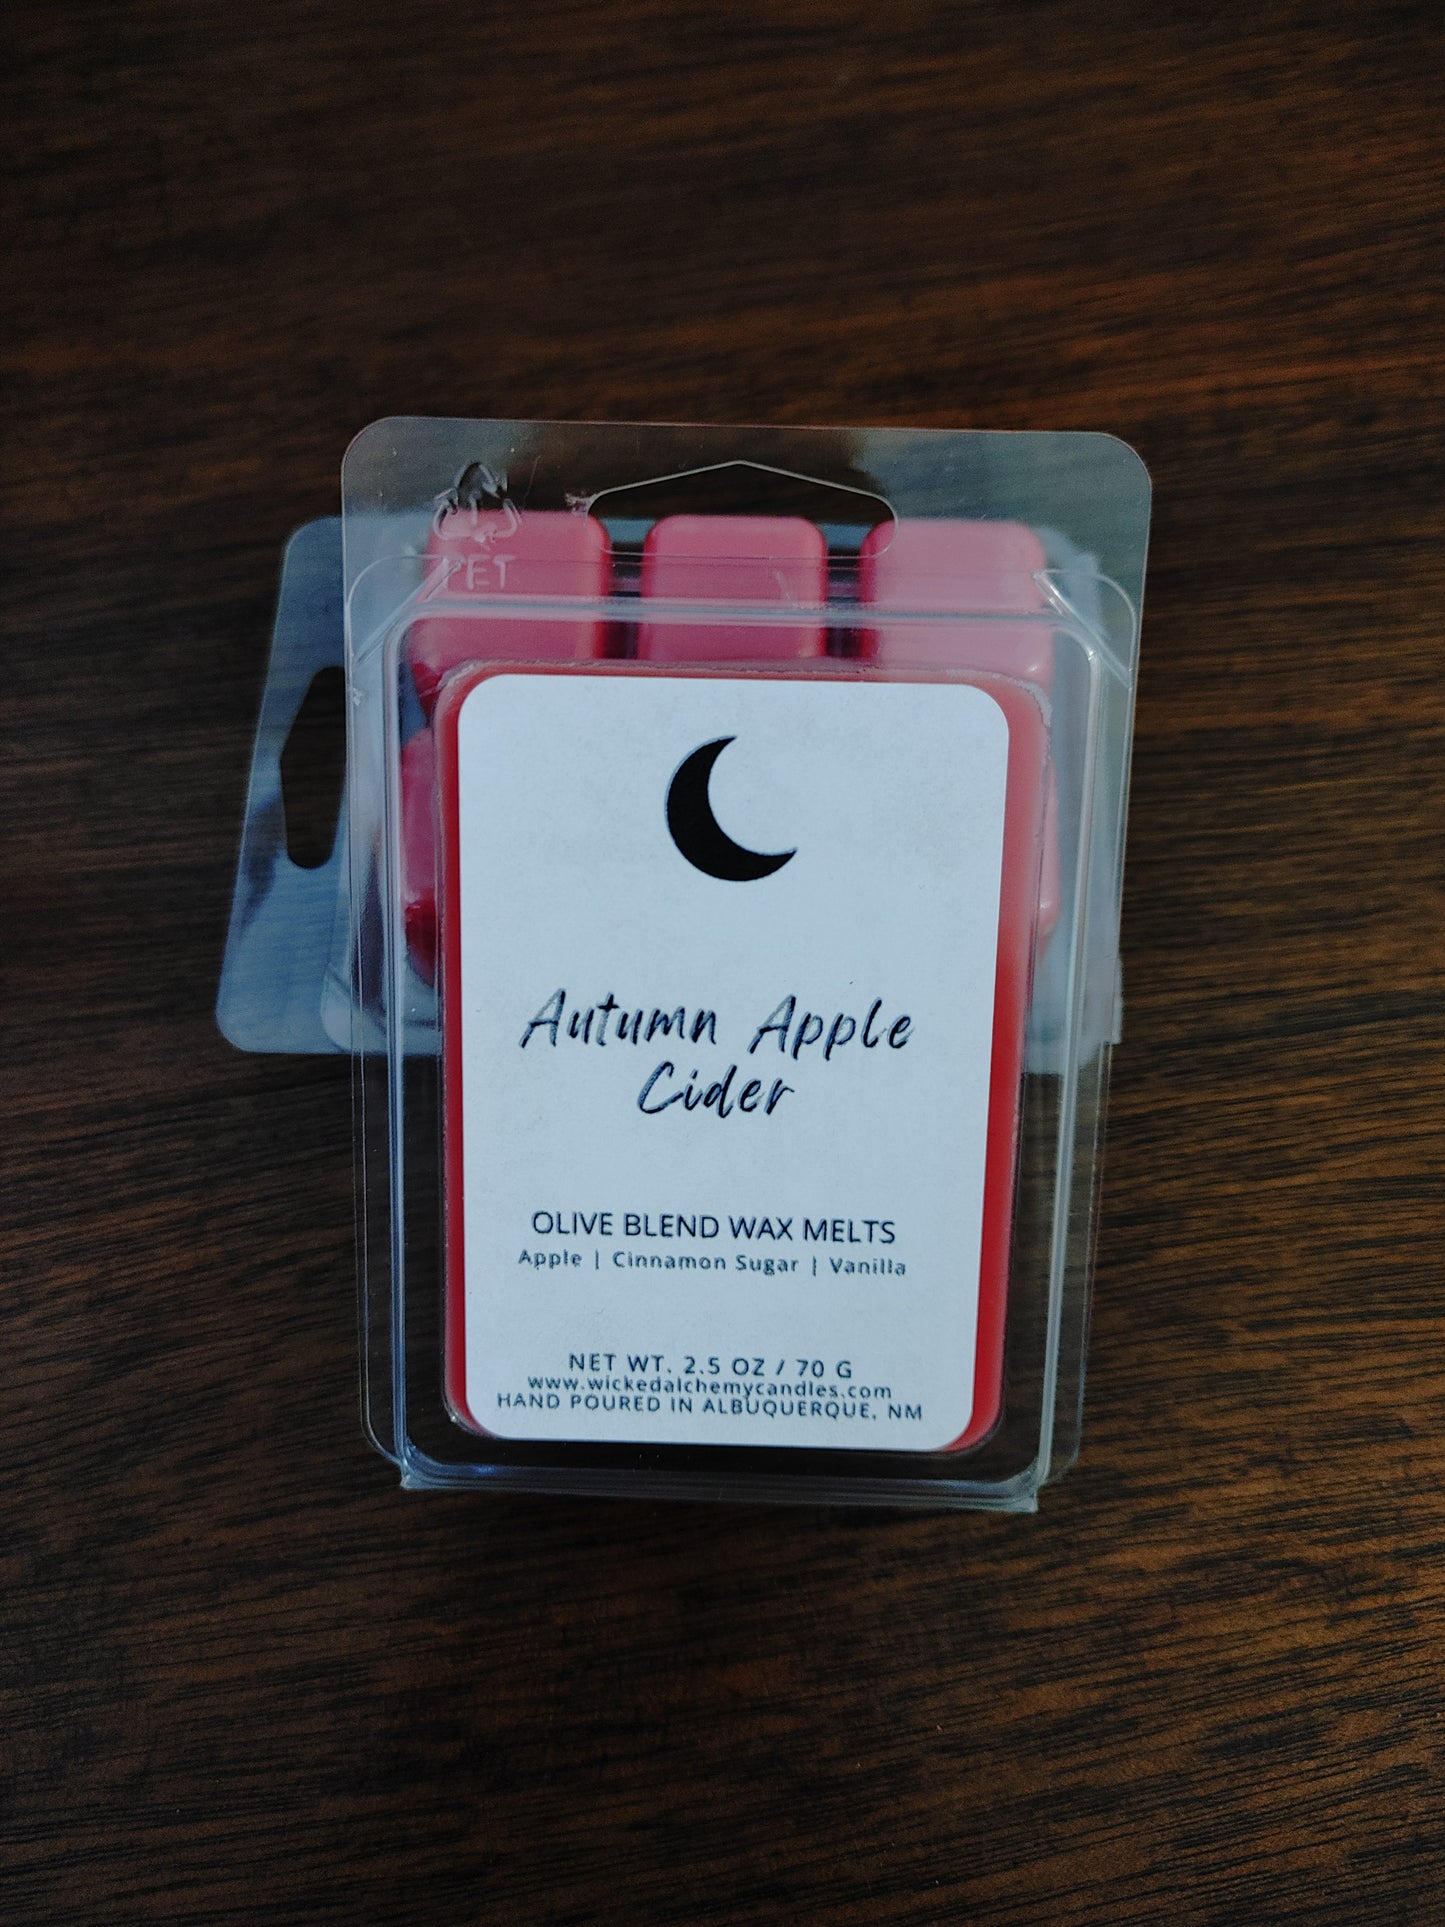 PET
Autumn Apple
Cider
OLIVE BLEND WAX MELTS
Apple | Cinnamon Sugar | Vanilla
NET WT. 2.5 OZ / 70 G
www.wickedalchemycandles.com
HAND POURED IN ALBUQUERQUE, NM